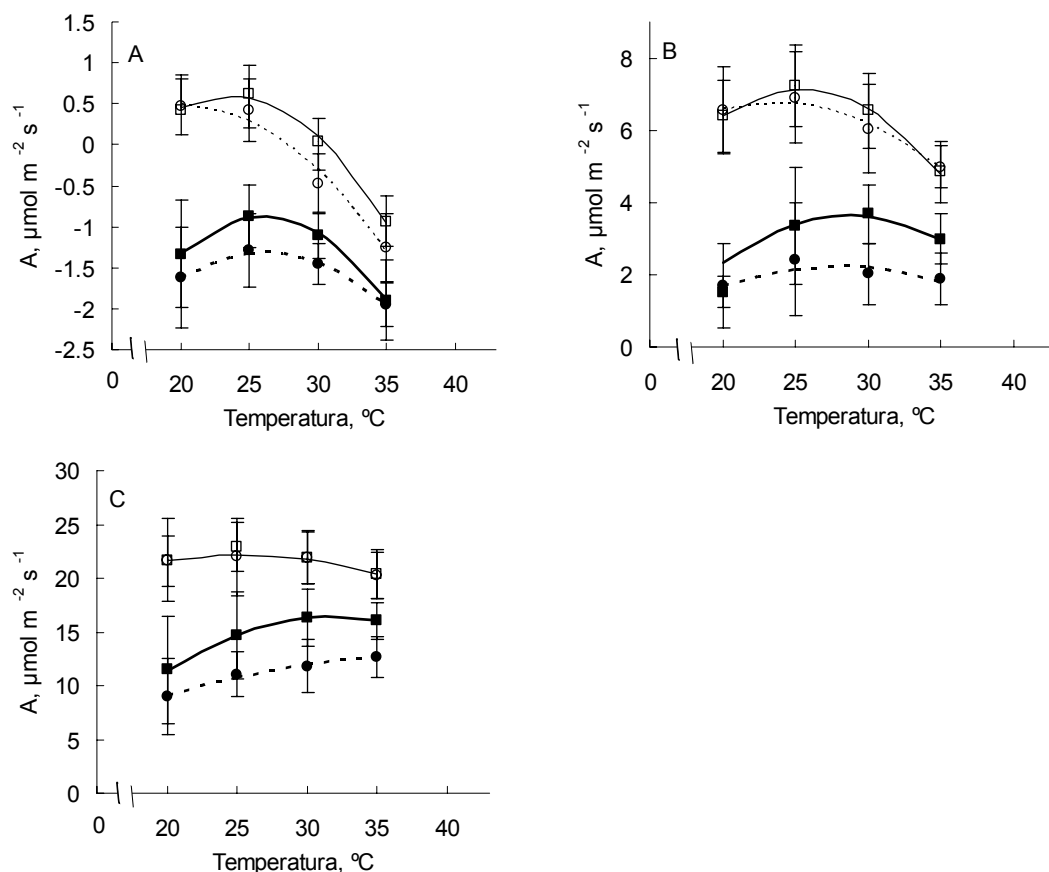 A
1.5
1
0.5
0
-0.5
-1
-1.5
-2
-2.5
A, μmol m ⁻² s ⁻¹
0 20 25 30 35 40
Temperatura, ºC
B
8
6
4
2
0
A, μmol m ⁻² s ⁻¹
0 20 25 30 35 40
Temperatura, ºC
C
30
25
20
15
10
5
0
A, μmol m ⁻² s ⁻¹
0 20 25 30 35 40
Temperatura, ºC